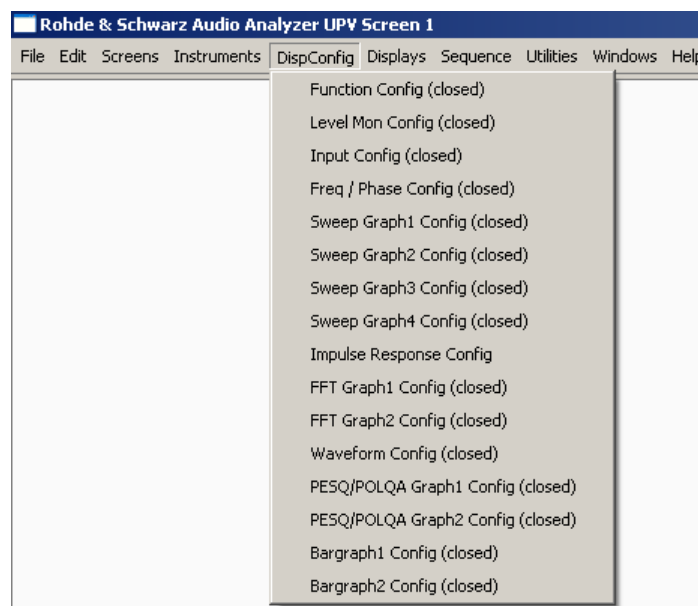 Rohde & Schwarz Audio Analyzer UPV Screen 1
File Edit Screens Instruments DispConfig Displays Sequence Utilities Windows Help
Function Config (closed)
Level Mon Config (closed)
Input Config (closed)
Freq / Phase Config (closed)
Sweep Graph1 Config (closed)
Sweep Graph2 Config (closed)
Sweep Graph3 Config (closed)
Sweep Graph4 Config (closed)
Impulse Response Config
FFT Graph1 Config (closed)
FFT Graph2 Config (closed)
Waveform Config (closed)
PESQ/POLQA Graph1 Config (closed)
PESQ/POLQA Graph2 Config (closed)
Bargraph1 Config (closed)
Bargraph2 Config (closed)